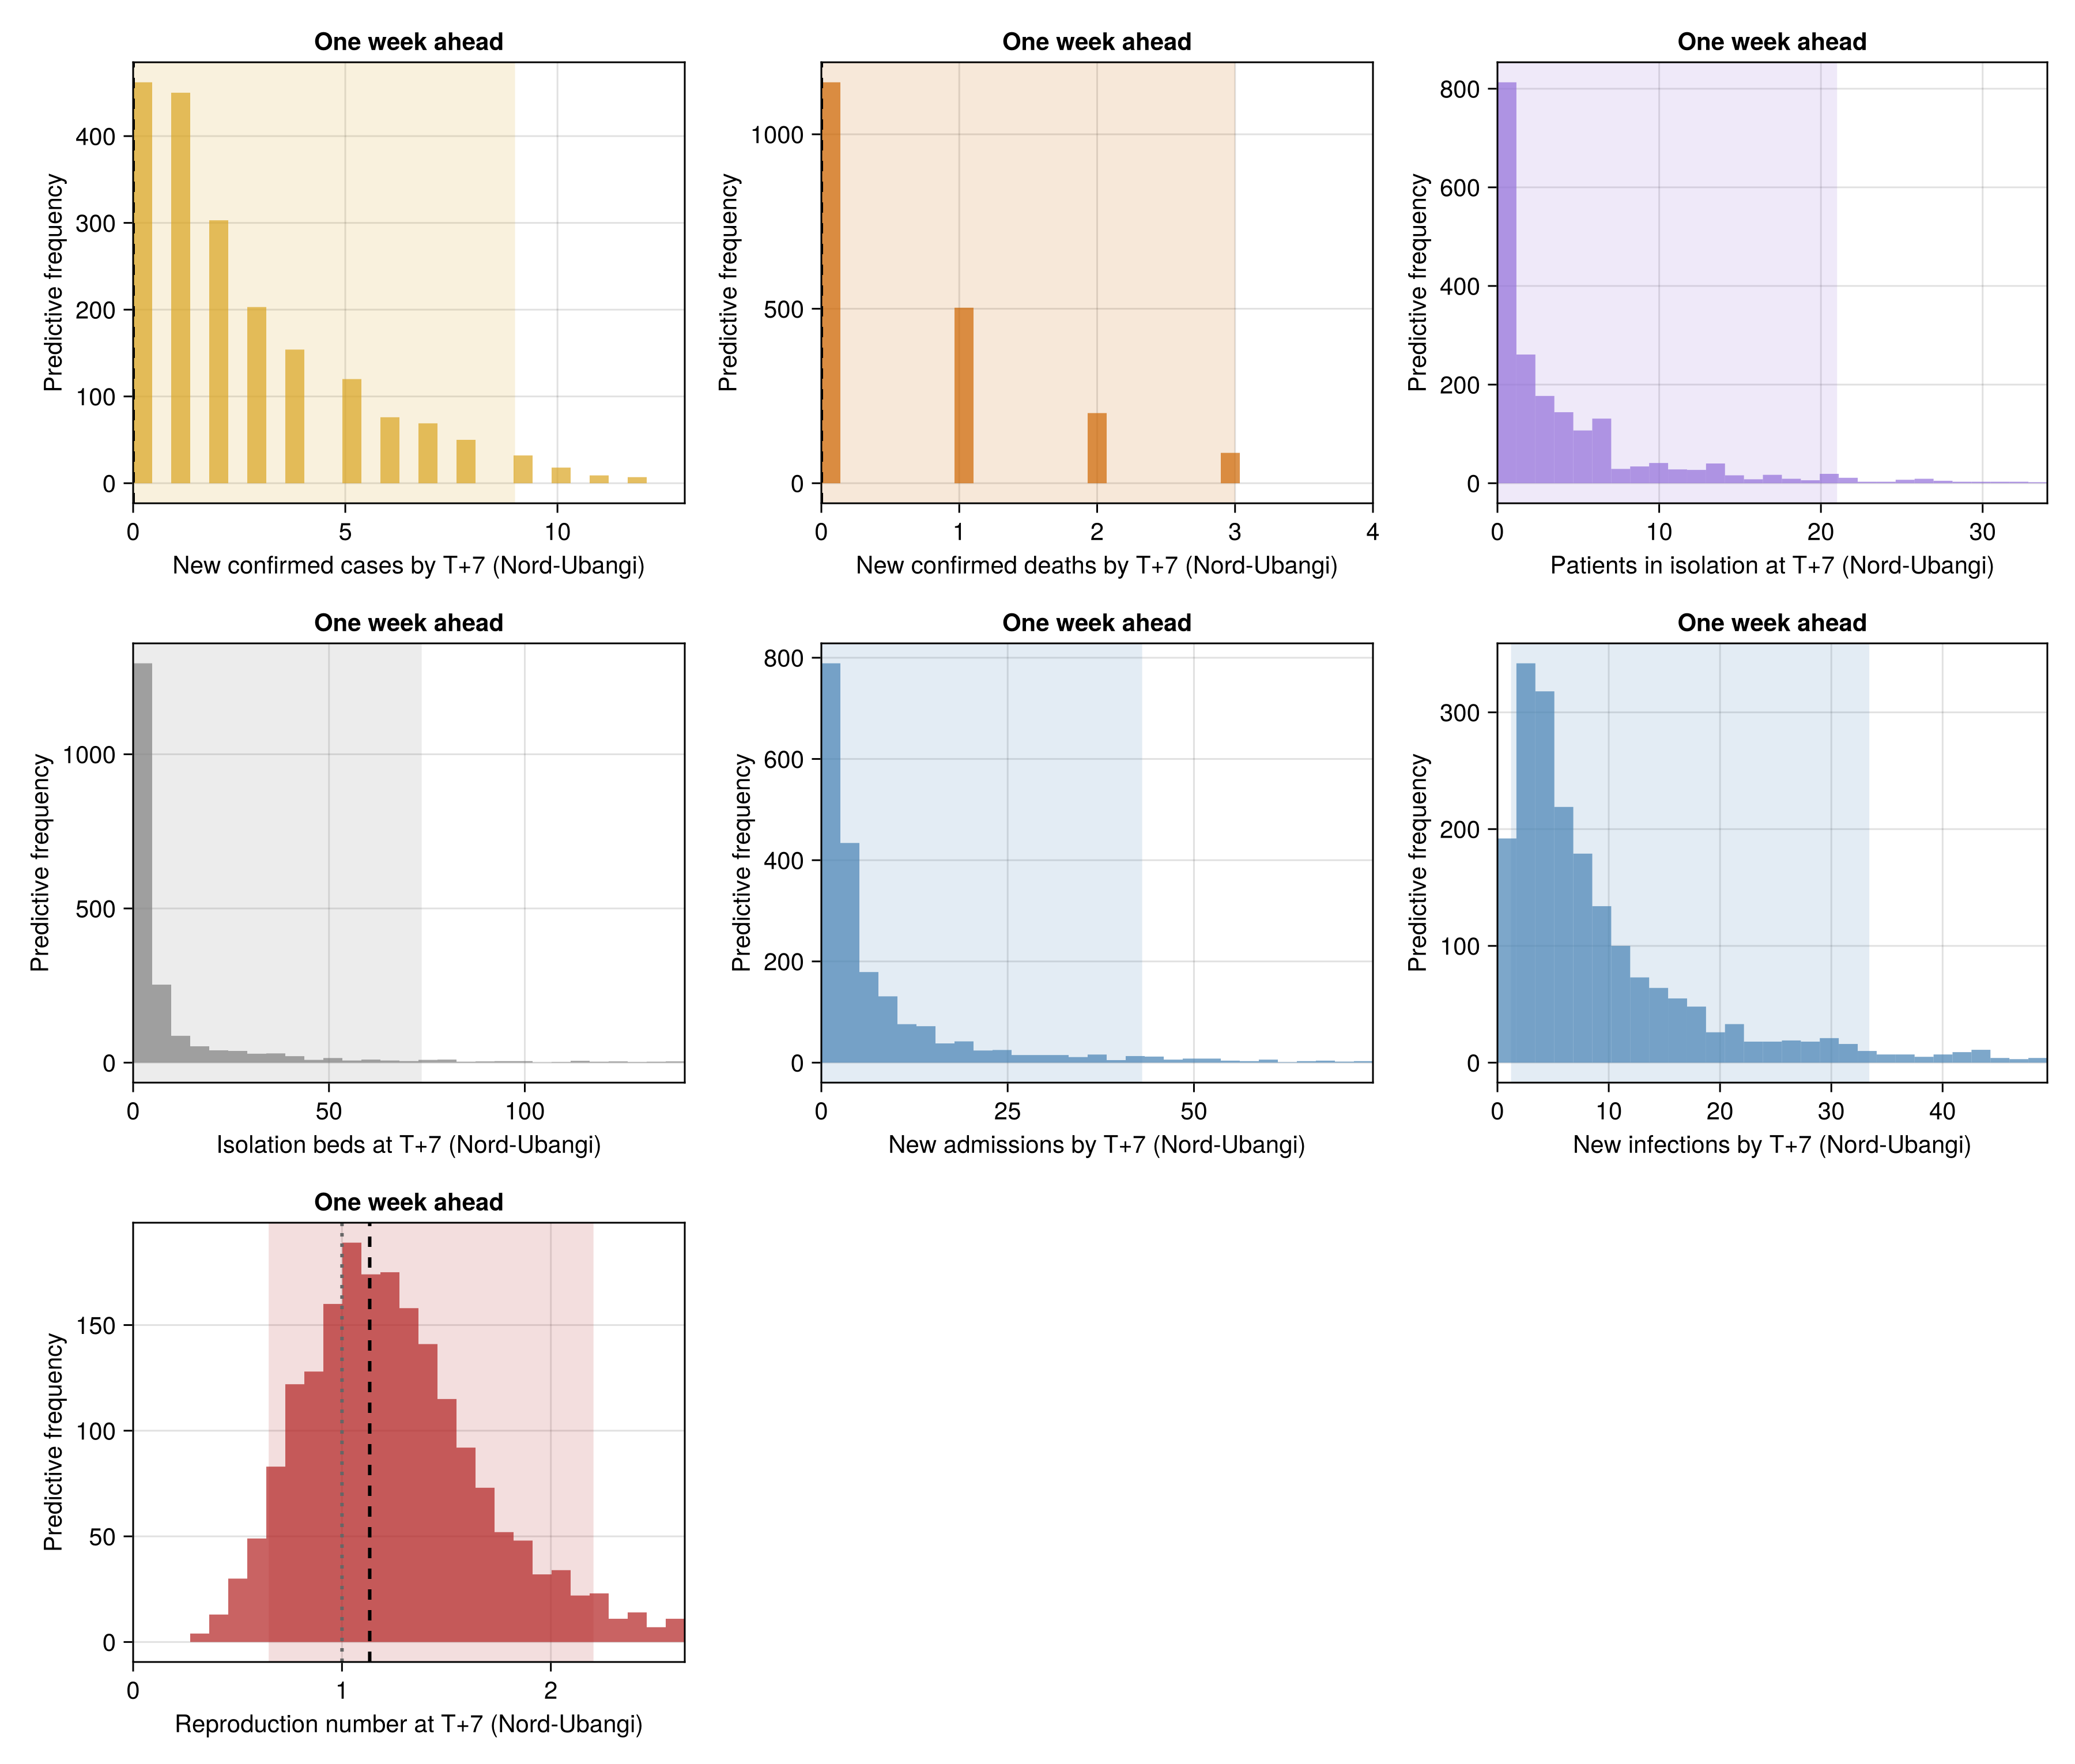 One week ahead
One week ahead
One week ahead
Predictive frequency
400
300
200
100
0
0 5 10
New confirmed cases by T+7 (Nord-Ubangi)
Predictive frequency
1000
500
0
0 1 2 3 4
New confirmed deaths by T+7 (Nord-Ubangi)
Predictive frequency
800
600
400
200
0
0 10 20 30
Patients in isolation at T+7 (Nord-Ubangi)
One week ahead
One week ahead
One week ahead
Predictive frequency
1000
500
0
0 50 100
Isolation beds at T+7 (Nord-Ubangi)
Predictive frequency
800
600
400
200
0
0 25 50
New admissions by T+7 (Nord-Ubangi)
Predictive frequency
300
200
100
0
0 10 20 30 40
New infections by T+7 (Nord-Ubangi)
One week ahead
Predictive frequency
150
100
50
0
0 1 2
Reproduction number at T+7 (Nord-Ubangi)